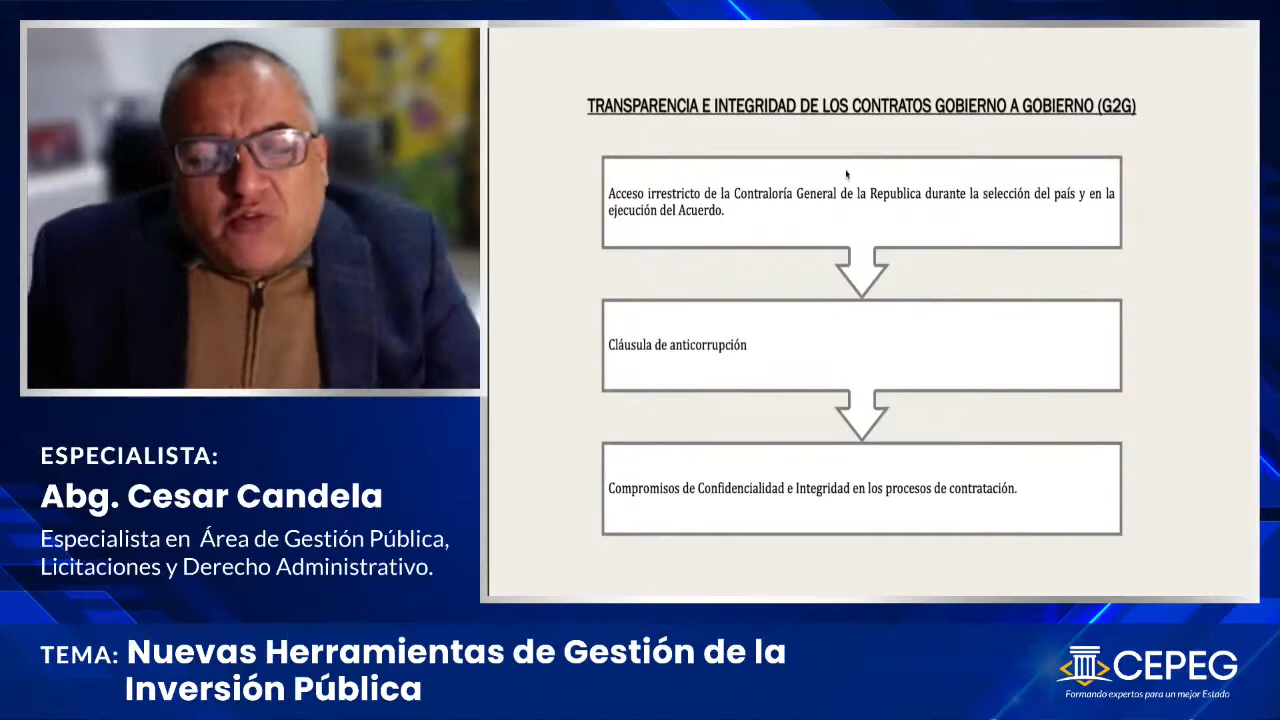 TRANSPARENCIA E INTEGRIDAD DE LOS CONTRATOS GOBIERNO A GOBIERNO (G2G)
Acceso irrestricto de la Contraloría General de la Republica durante la selección del país y en la
ejecución del Acuerdo.
Cláusula de anticorrupción
Compromisos de Confidencialidad e Integridad en los procesos de contratación.
ESPECIALISTA:
Abg. Cesar Candela
Especialista en Área de Gestión Pública,
Licitaciones y Derecho Administrativo.
TEMA: Nuevas Herramientas de Gestión de la
Inversión Pública
CEPEG
Formando expertos para un mejor Estado